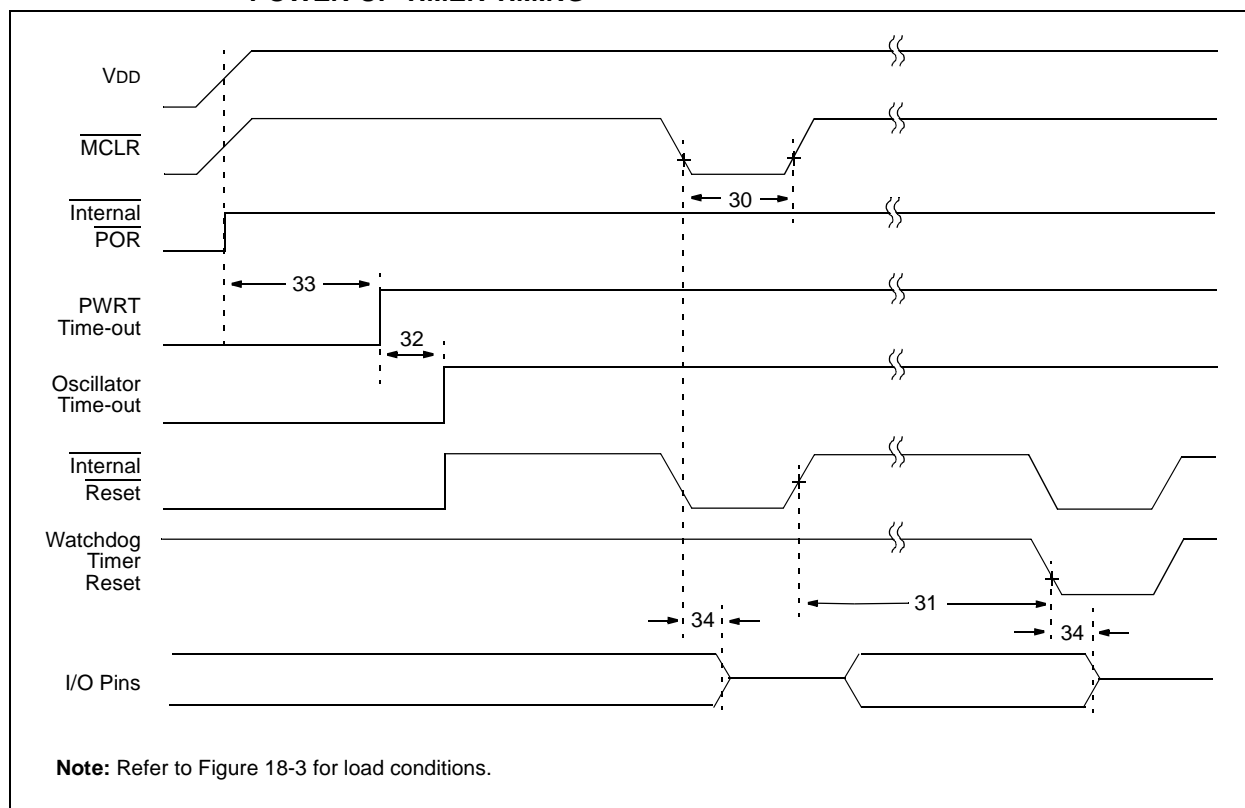 POWER-UP TIMER TIMING
VDD
MCLR
30
Internal
POR
33
PWRT
Time-out
32
Oscillator
Time-out
Internal
Reset
Watchdog
Timer
Reset
31
34
34
I/O Pins
Note: Refer to Figure 18-3 for load conditions.